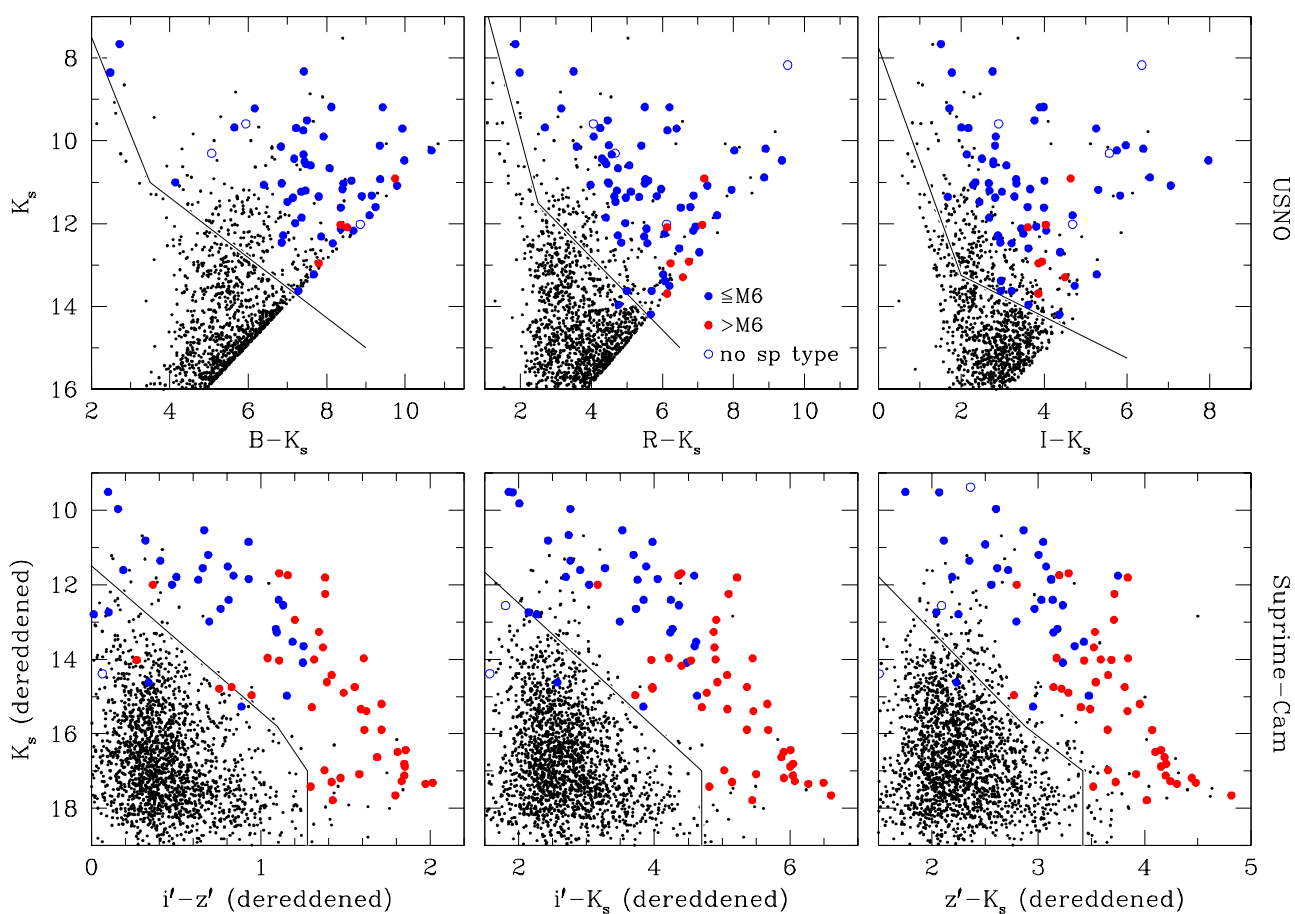 8
10
12
14
16
K_s
2
4
6
8
10
B−K_s
2
4
6
8
10
R−K_s
≦M6
>M6
no sp type
0
2
4
6
8
I−K_s
USNO
10
12
14
16
18
K_s (dereddened)
0
1
2
i′−z′ (dereddened)
2
4
6
i′−K_s (dereddened)
2
3
4
5
z′−K_s (dereddened)
Suprime−Cam